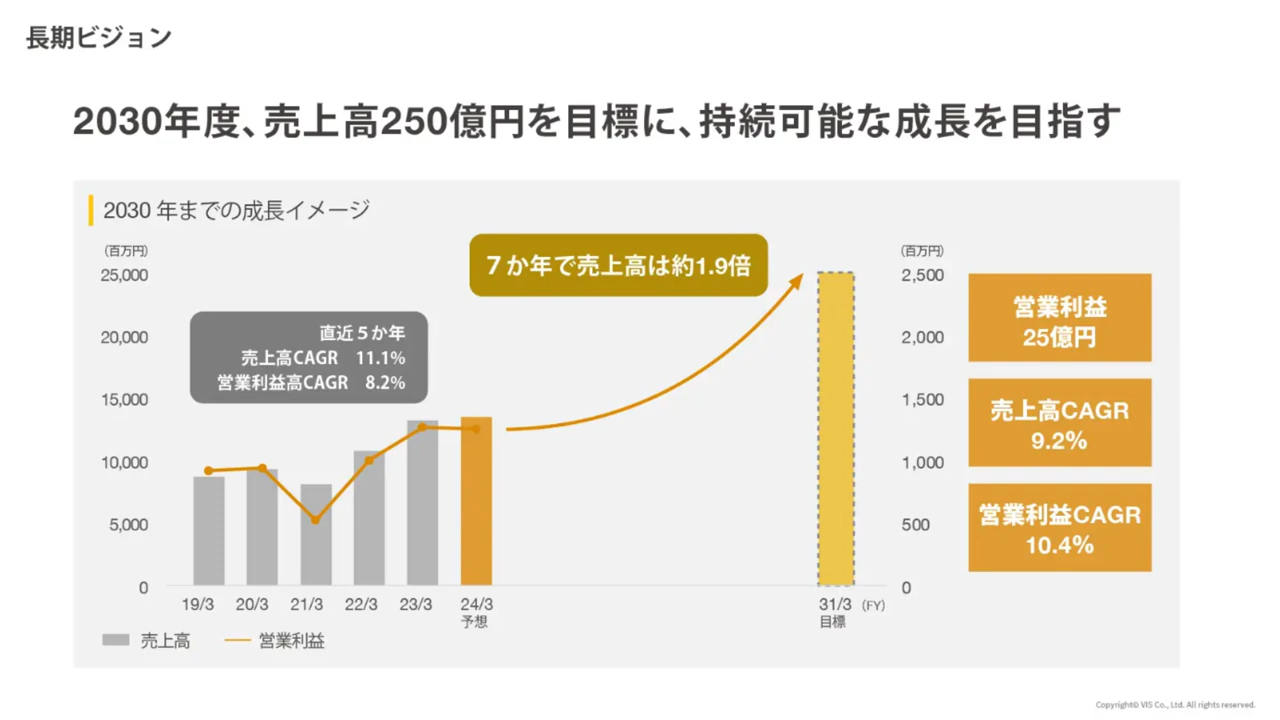 長期ビジョン
2030年度、売上高250億円を目標に、持続可能な成長を目指す
2030 年までの成長イメージ
(百万円)
25,000
20,000
15,000
10,000
5,000
0
直近５か年
売上高CAGR 11.1%
営業利益高CAGR 8.2%
７か年で売上高は約1.9倍
19/3
20/3
21/3
22/3
23/3
24/3
予想
31/3 (FY)
目標
(百万円)
2,500
2,000
1,500
1,000
500
0
営業利益
25億円
売上高CAGR
9.2%
営業利益CAGR
10.4%
売上高
営業利益
Copyright© VIS Co., Ltd. All rights reserved.